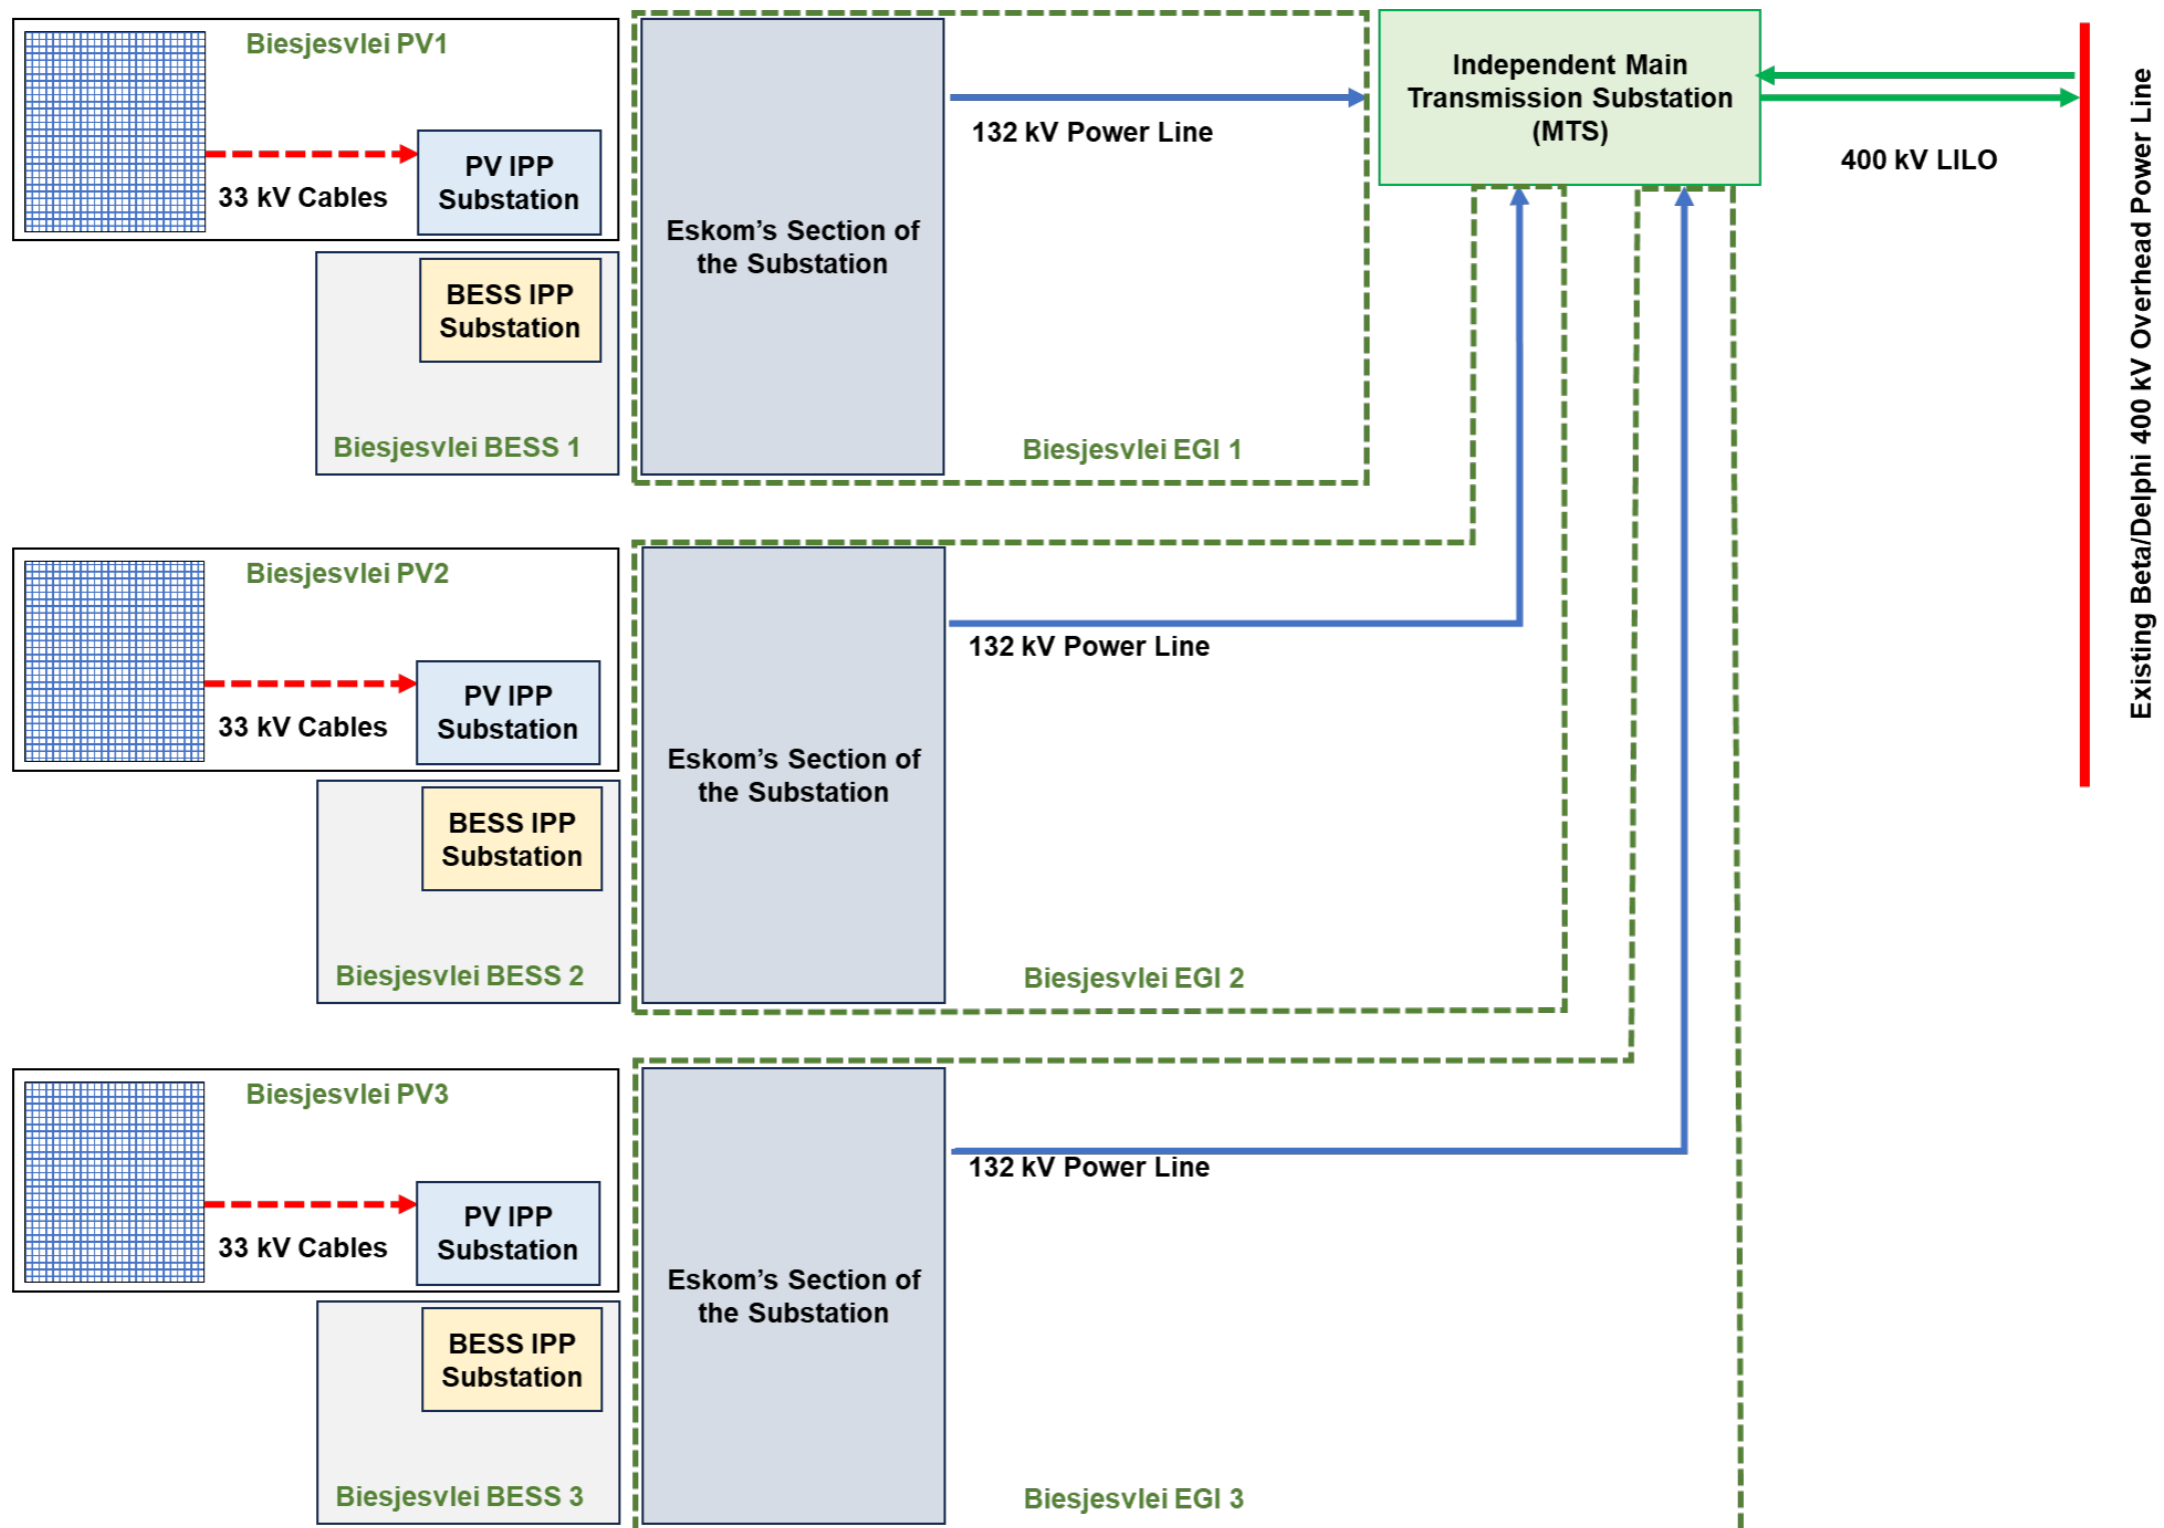 Biesjesvlei PV1
33 kV Cables
PV IPP
Substation
BESS IPP
Substation
Biesjesvlei BESS 1
Eskom’s Section of
the Substation
132 kV Power Line
Biesjesvlei EGI 1
Independent Main
Transmission Substation
(MTS)
400 kV LILO
Existing Beta/Delphi 400 kV Overhead Power Line
Biesjesvlei PV2
33 kV Cables
PV IPP
Substation
BESS IPP
Substation
Biesjesvlei BESS 2
Eskom’s Section of
the Substation
132 kV Power Line
Biesjesvlei EGI 2
Biesjesvlei PV3
33 kV Cables
PV IPP
Substation
BESS IPP
Substation
Biesjesvlei BESS 3
Eskom’s Section of
the Substation
132 kV Power Line
Biesjesvlei EGI 3